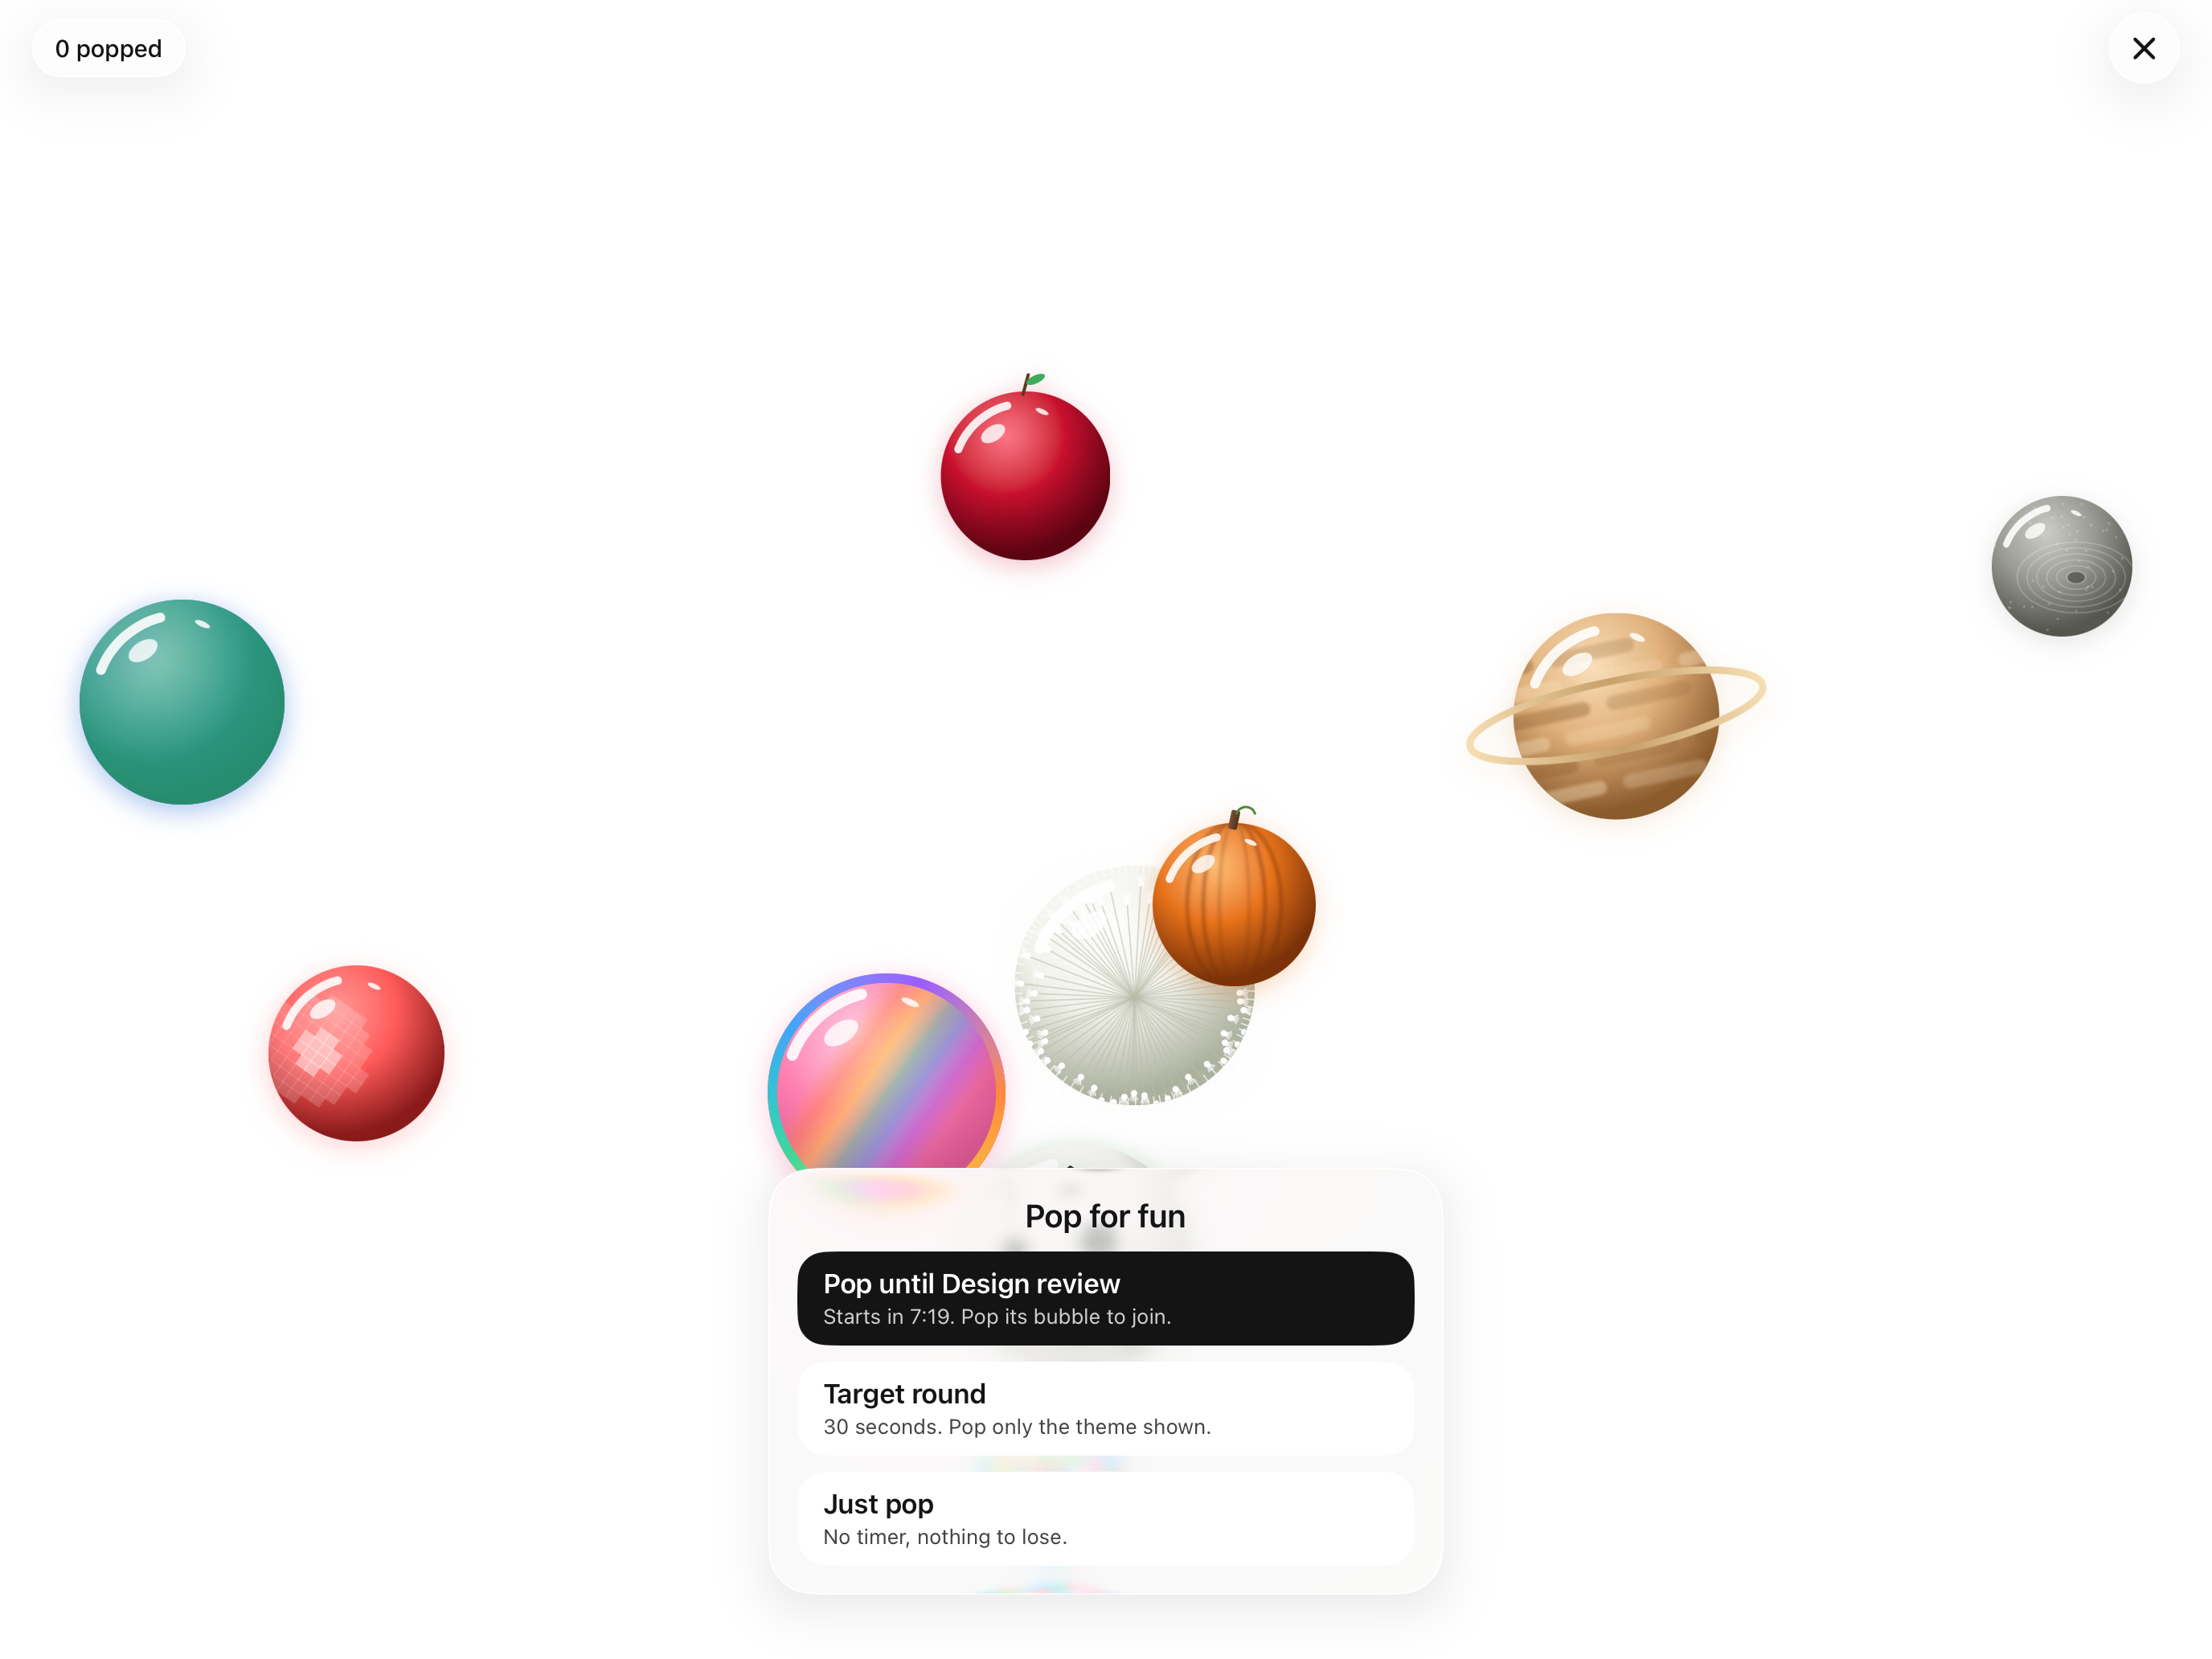 0 popped
Pop for fun
Pop until Design review
Starts in 7:19. Pop its bubble to join.
Target round
30 seconds. Pop only the theme shown.
Just pop
No timer, nothing to lose.